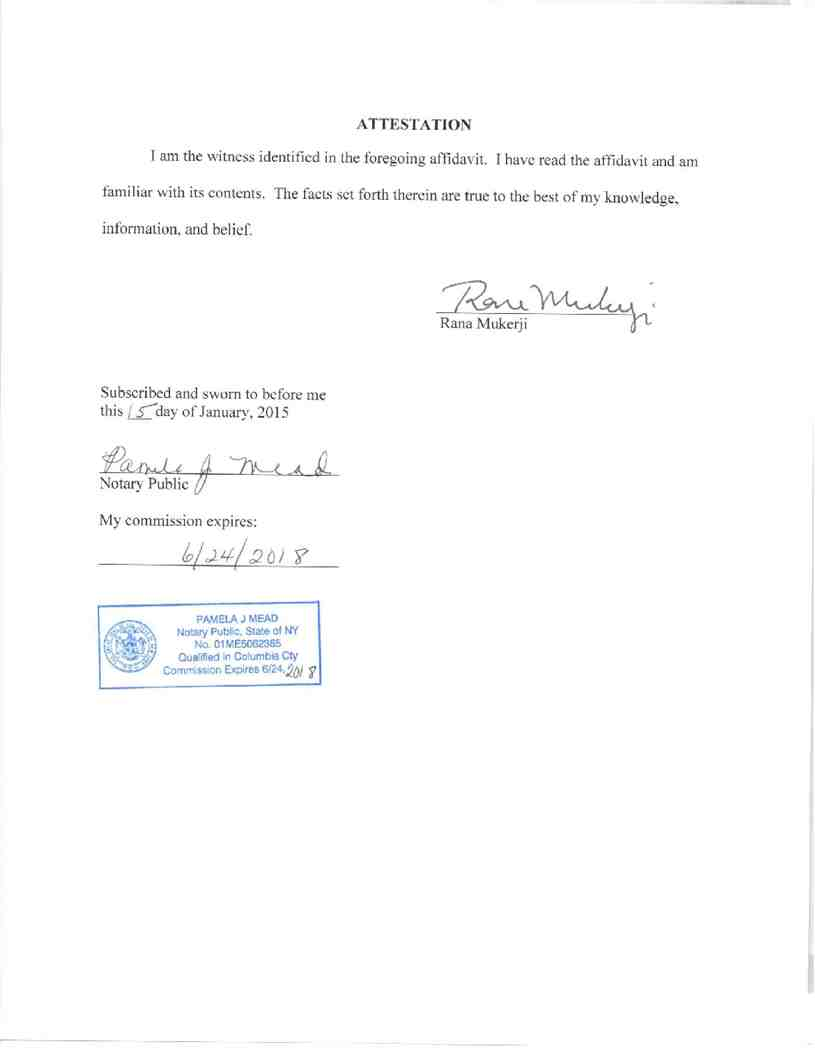 ATTESTATION
I am the witness identified in the foregoing affidavit. I have read the affidavit and am
familiar with its contents. The facts set forth therein are true to the best of my knowledge,
information, and belief.
Rana Mukerji
Rana Mukerji
Subscribed and sworn to before me
this 15 day of January, 2015
Pamela J Mead
Notary Public
My commission expires:
6/24/2018
PAMELA J MEAD
Notary Public, State of NY
No. 01ME5062365
Qualified in Columbia Cty
Commission Expires 6/24, 2018